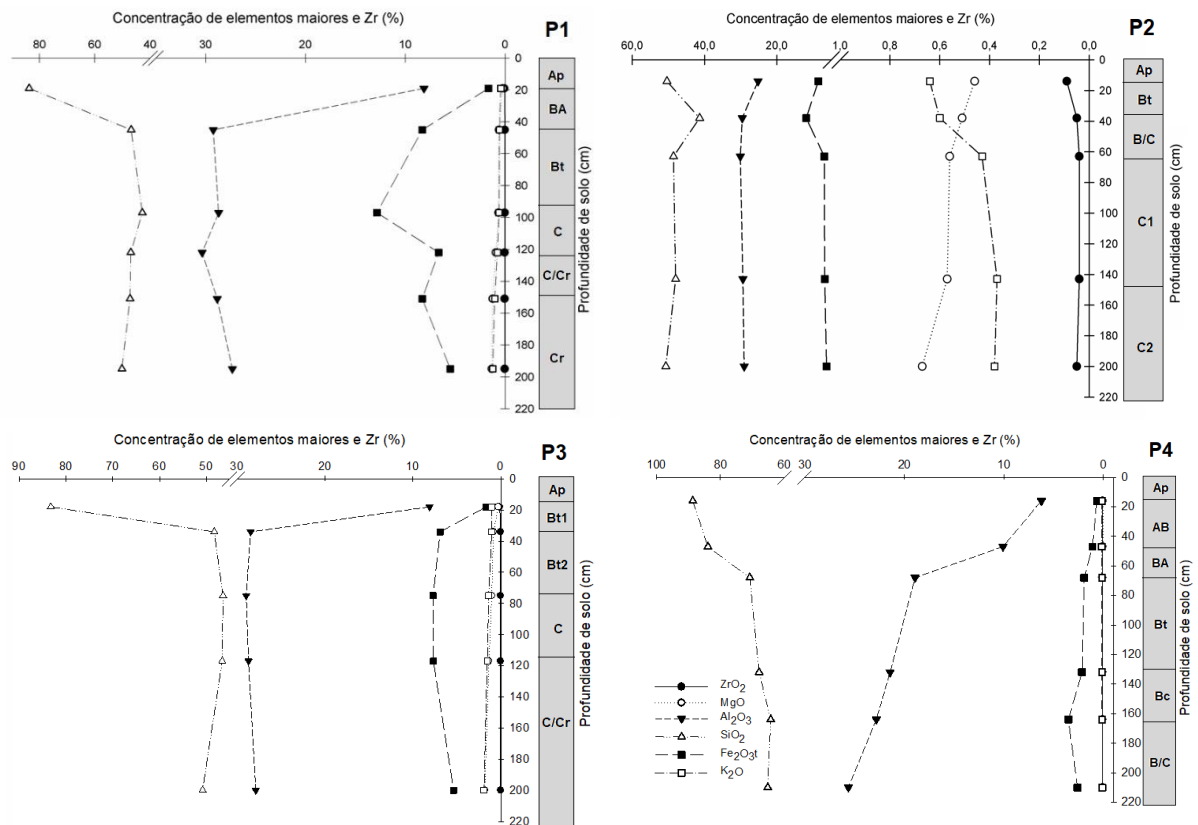 Concentração de elementos maiores e Zr (%)
P1
80 40 30 20 10 0
0
20
40
60
80
100
120
140
160
180
200
220
Ap
BA
Bt
C
C/Cr
Cr
Profundidade de solo (cm)
Concentração de elementos maiores e Zr (%)
P2
60,0 50,0 40,0 30,0 20,0 10,0 1,0 0,8 0,6 0,4 0,2 0,0
0
20
40
60
80
100
120
140
160
180
200
220
Ap
Bt
B/C
C1
C2
Profundidade de solo (cm)
Concentração de elementos maiores e Zr (%)
P3
90 80 70 60 50 30 20 10 0
0
20
40
60
80
100
120
140
160
180
200
220
Ap
Bt1
Bt2
C
C/Cr
Profundidade de solo (cm)
Concentração de elementos maiores e Zr (%)
P4
100 80 60 30 20 10 0
0
20
40
60
80
100
120
140
160
180
200
220
Ap
AB
BA
Bt
Bc
B/C
Profundidade de solo (cm)
ZrO2
MgO
Al2O3
SiO2
Fe2O3t
K2O